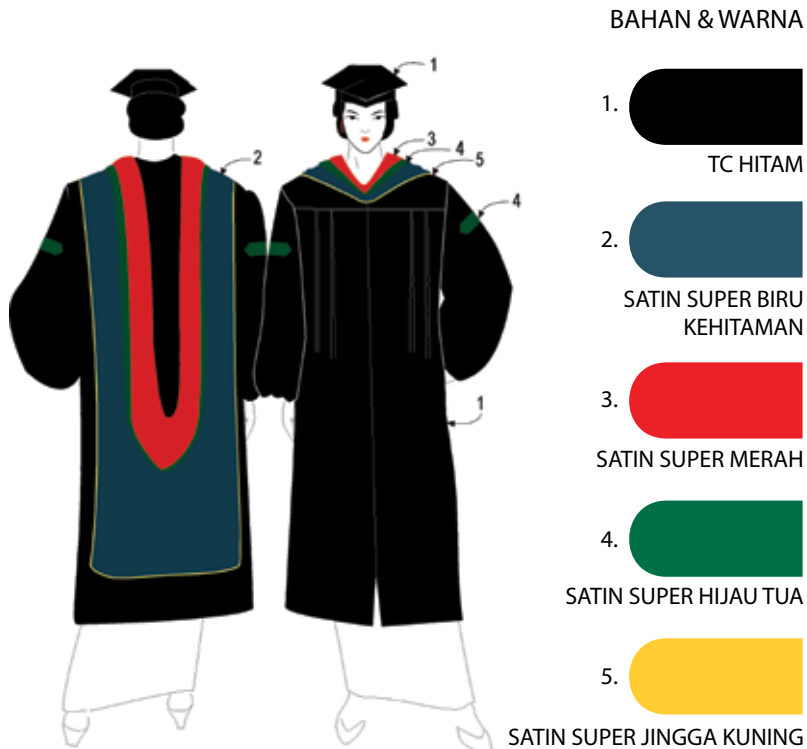 BAHAN & WARNA
1.
TC HITAM
2.
SATIN SUPER BIRU
KEHITAMAN
3.
SATIN SUPER MERAH
4.
SATIN SUPER HIJAU TUA
5.
SATIN SUPER JINGGA KUNING
1
2
3
4
5
4
1